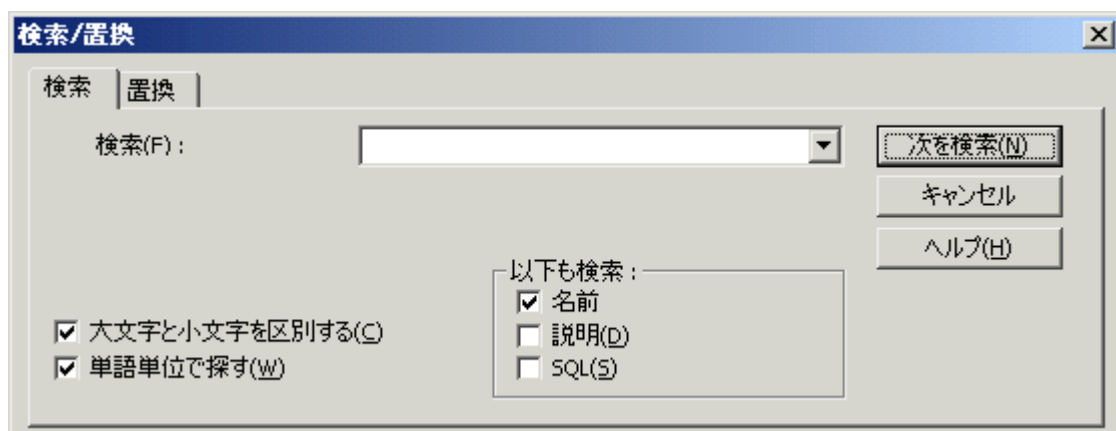 検索/置換
検索 置換
検索(F) :
次を検索(N)
キャンセル
ヘルプ(H)
以下も検索 :
名前
説明(D)
SQL(S)
大文字と小文字を区別する(C)
単語単位で探す(W)